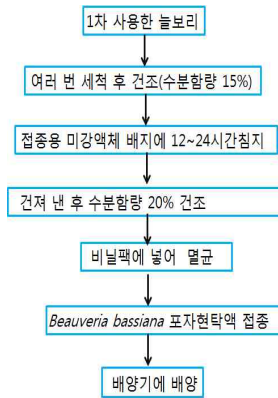 1차 사용한 늘보리
여러 번 세척 후 건조(수분함량 15%)
접종용 미강액체 배지에 12~24시간침지
건져 낸 후 수분함량 20% 건조
비닐팩에 넣어 멸균
Beauveria bassiana 포자현탁액 접종
배양기에 배양